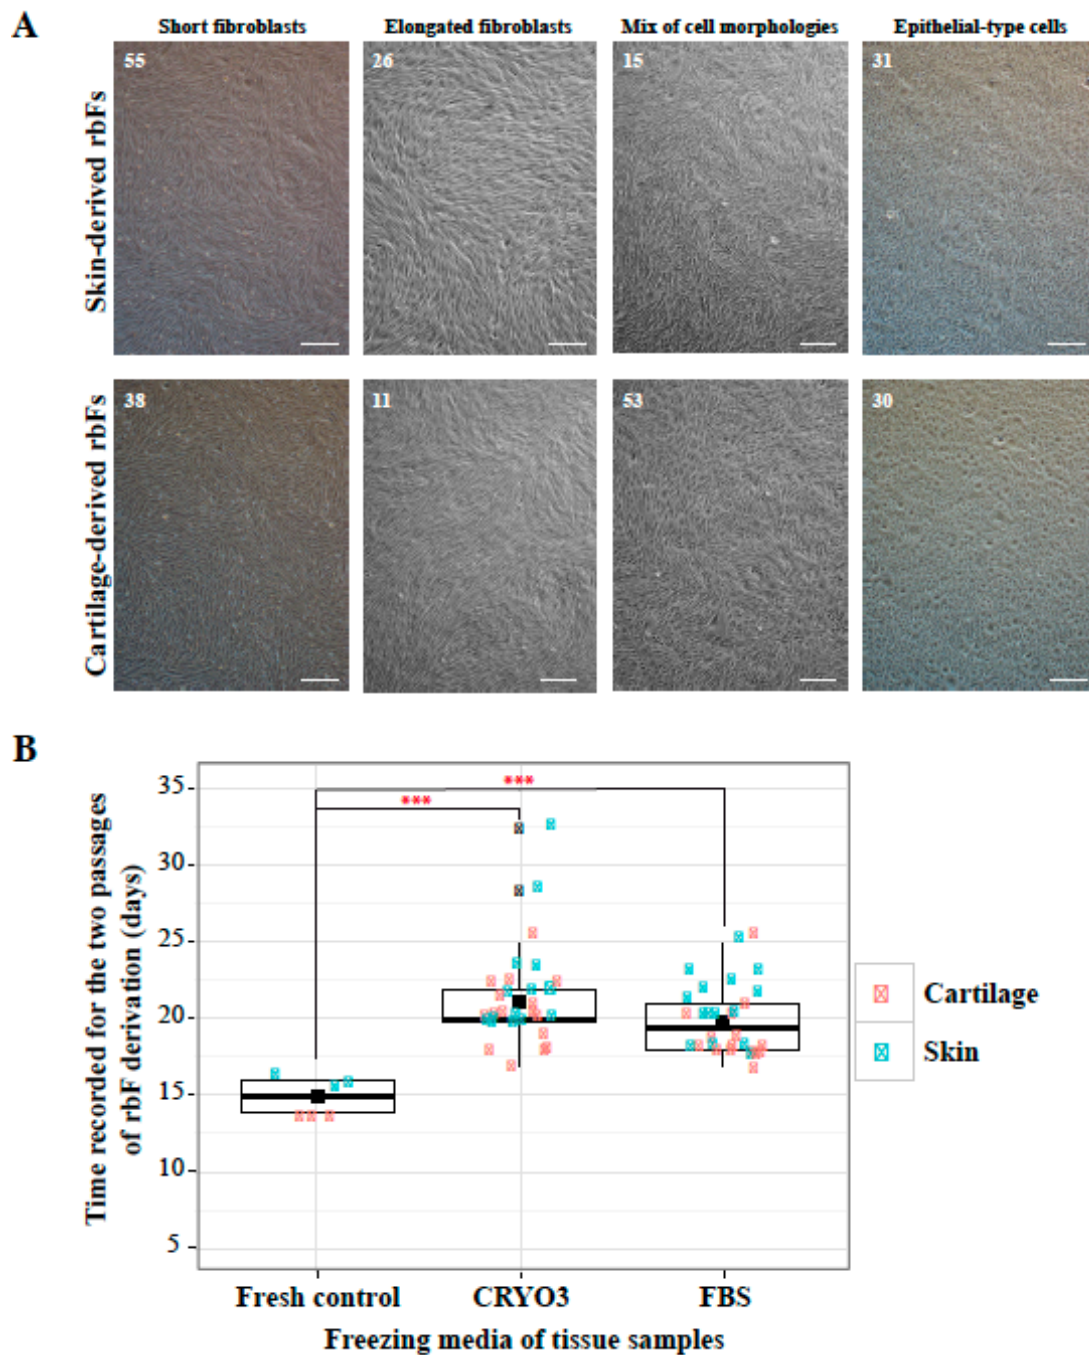 A
Short fibroblasts
Elongated fibroblasts
Mix of cell morphologies
Epithelial-type cells
Skin-derived rbFs
55
26
15
31
Cartilage-derived rbFs
38
11
53
30
B
Time recorded for the two passages
of rbF derivation (days)
35
30
25
20
15
10
5
***
***
Cartilage
Skin
Fresh control
CRYO3
FBS
Freezing media of tissue samples